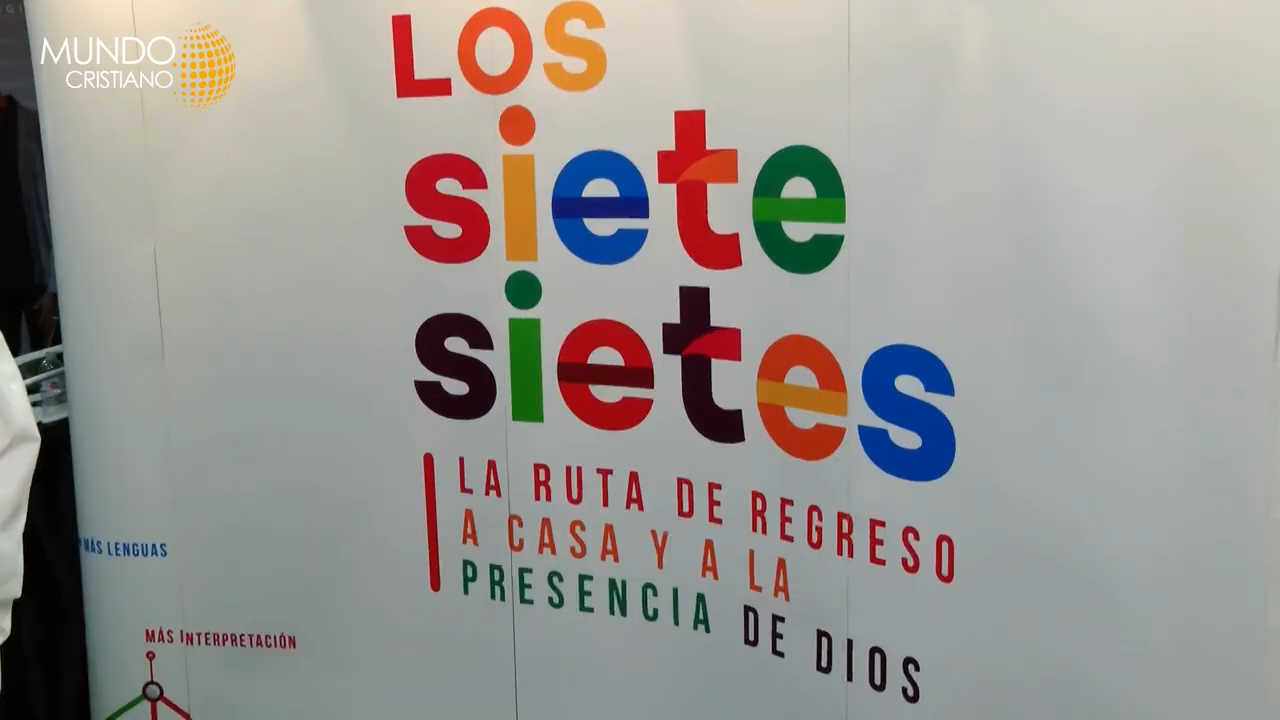 MUNDO
CRISTIANO
LOS
siete
sietes
LA RUTA DE REGRESO
A CASA Y A LA
PRESENCIA DE DIOS
MÁS LENGUAS
MÁS INTERPRETACIÓN